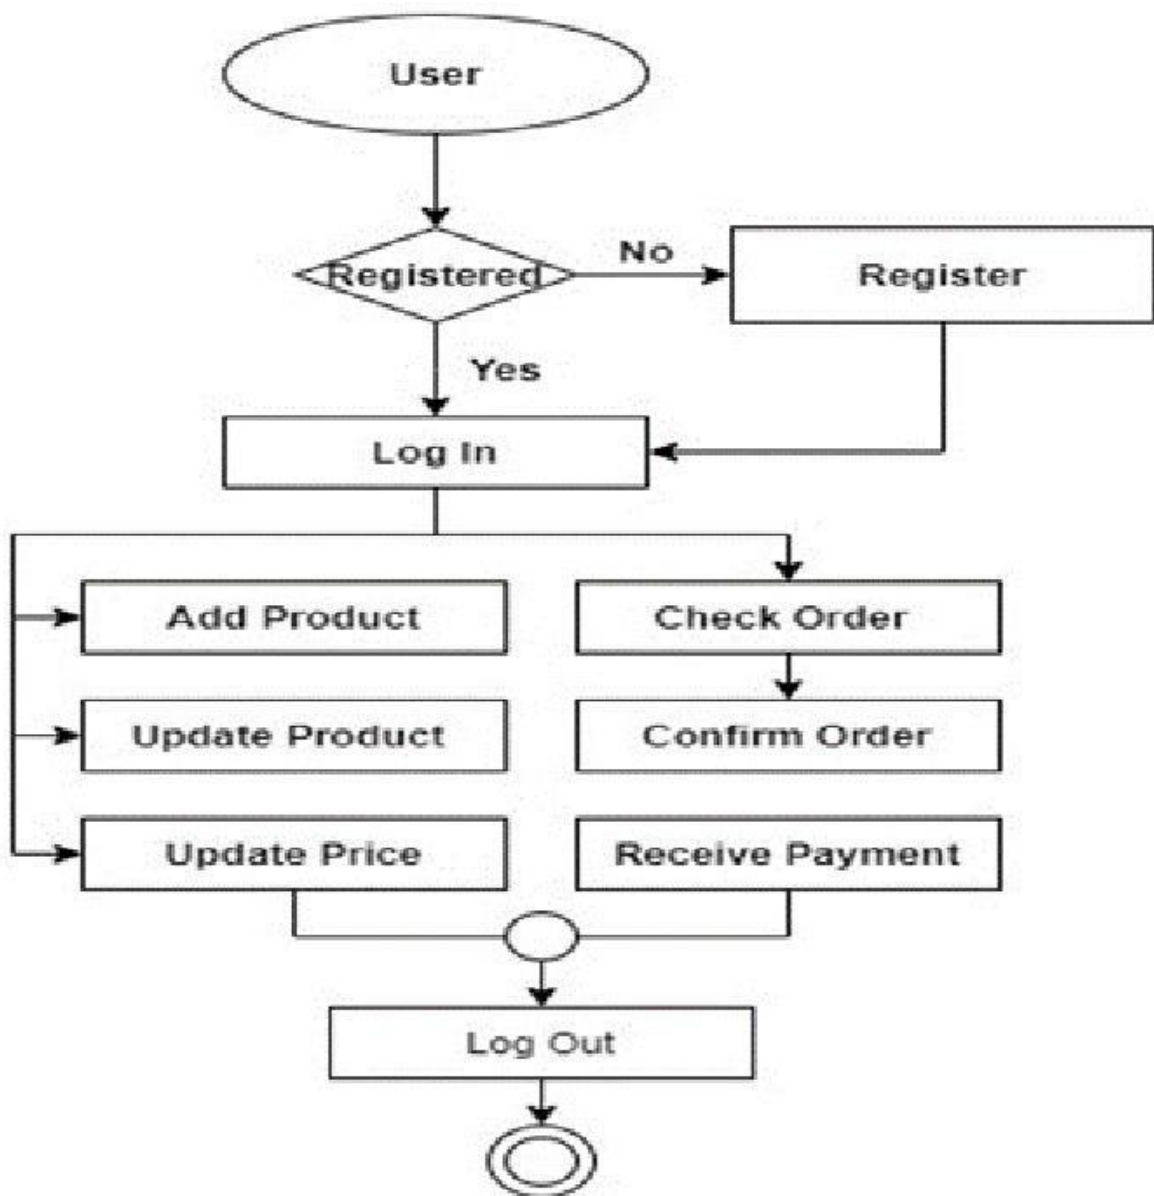 User
Registered
No
Register
Yes
Log In
Add Product
Check Order
Update Product
Confirm Order
Update Price
Receive Payment
Log Out